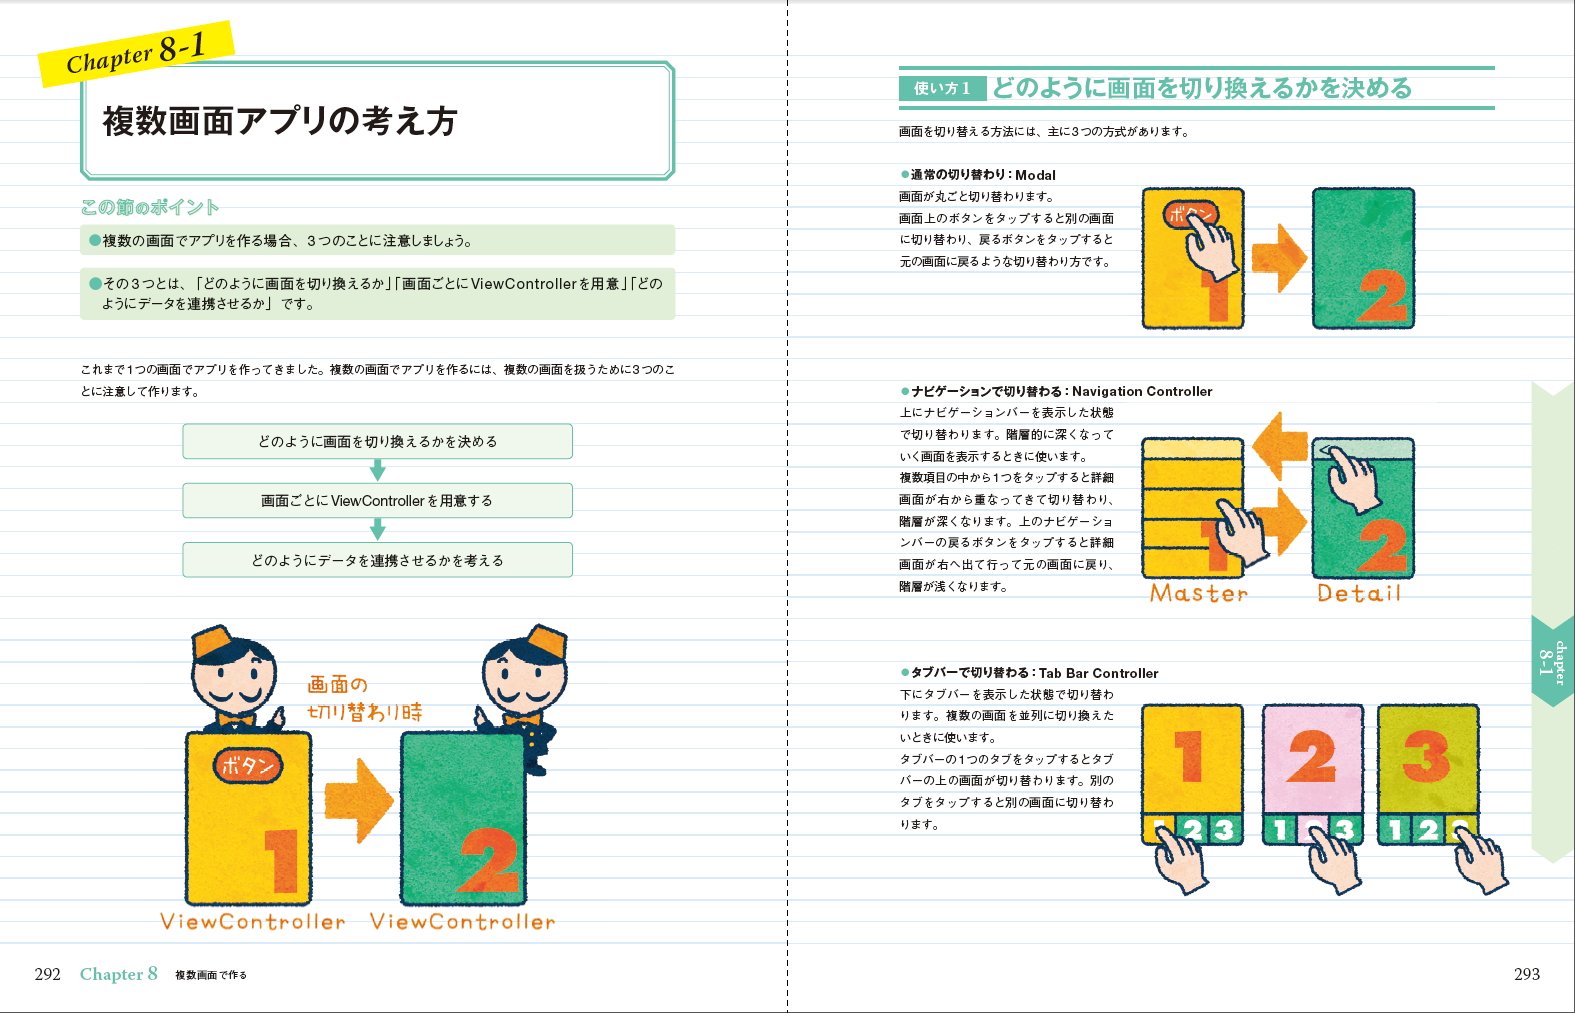 Chapter 8-1
複数画面アプリの考え方
この節のポイント
●複数の画面でアプリを作る場合、3つのことに注意しましょう。
●その3つとは、「どのように画面を切り換えるか」「画面ごとにViewControllerを用意」「どの
ようにデータを連携させるか」です。
これまで1つの画面でアプリを作ってきました。複数の画面でアプリを作るには、複数の画面を扱うために3つのこ
とに注意して作ります。
どのように画面を切り換えるかを決める
画面ごとにViewControllerを用意する
どのようにデータを連携させるかを考える
画面の
切り替わり時
ボタン
1
2
ViewController
ViewController
292 Chapter 8 複数画面で作る
使い方1 どのように画面を切り換えるかを決める
画面を切り替える方法には、主に3つの方式があります。
●通常の切り替わり：Modal
画面が丸ごと切り替わります。
画面上のボタンをタップすると別の画面
に切り替わり、戻るボタンをタップすると
元の画面に戻るような切り替わり方です。
ボタン
1
2
●ナビゲーションで切り替わる：Navigation Controller
上にナビゲーションバーを表示した状態
で切り替わります。階層的に深くなって
いく画面を表示するときに使います。
複数項目の中から1つをタップすると詳細
画面が右から重なってきて切り替わり、
階層が深くなります。上のナビゲーショ
ンバーの戻るボタンをタップすると詳細
画面が右へ出て行って元の画面に戻り、
階層が浅くなります。
1
2
Master
Detail
●タブバーで切り替わる：Tab Bar Controller
下にタブバーを表示した状態で切り替わ
ります。複数の画面を並列に切り換えた
いときに使います。
タブバーの1つのタブをタップするとタブ
バーの上の画面が切り替わります。別の
タブをタップすると別の画面に切り替わ
ります。
1
2
3
1 2 3
1 2 3
1 2 3
chapter
8-1
293